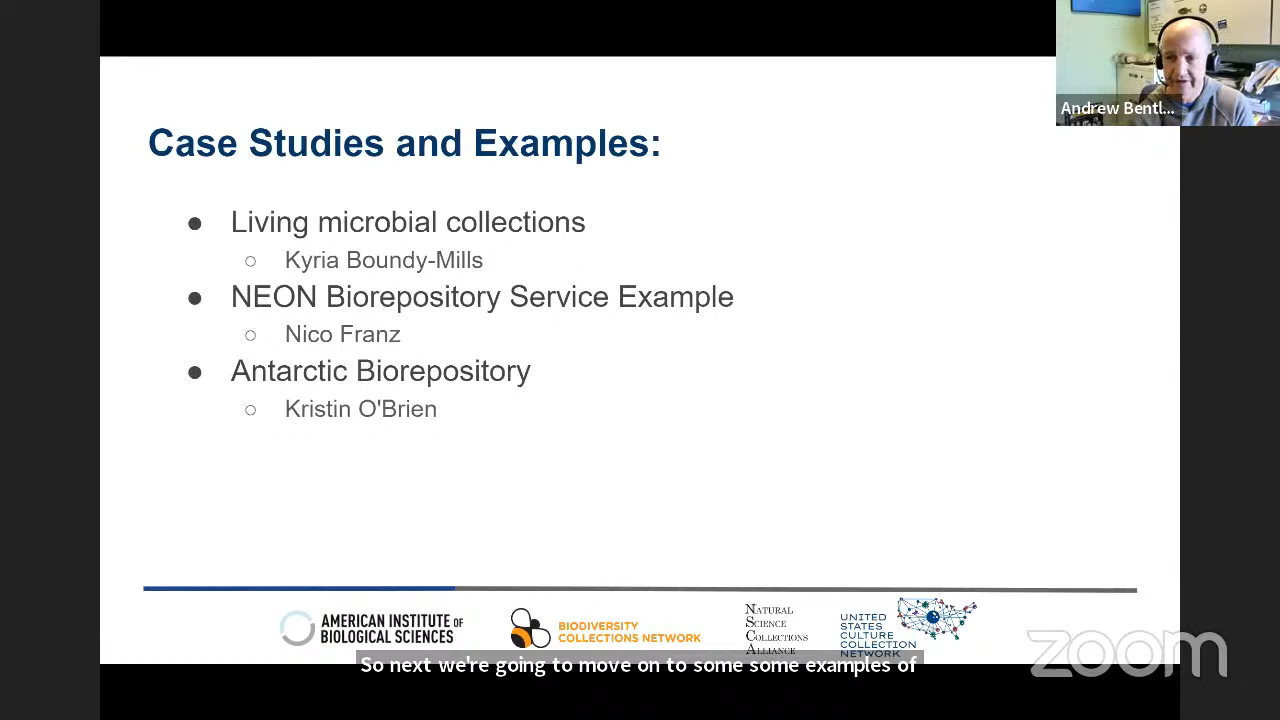 Andrew Bentl...
Case Studies and Examples:
● Living microbial collections
○ Kyria Boundy-Mills
● NEON Biorepository Service Example
○ Nico Franz
● Antarctic Biorepository
○ Kristin O'Brien
AMERICAN INSTITUTE OF
BIOLOGICAL SCIENCES
BIODIVERSITY
COLLECTIONS NETWORK
NATURAL
SCIENCE
COLLECTIONS
ALLIANCE
UNITED
STATES
CULTURE
COLLECTION
NETWORK
zoom
So next we're going to move on to some some examples of